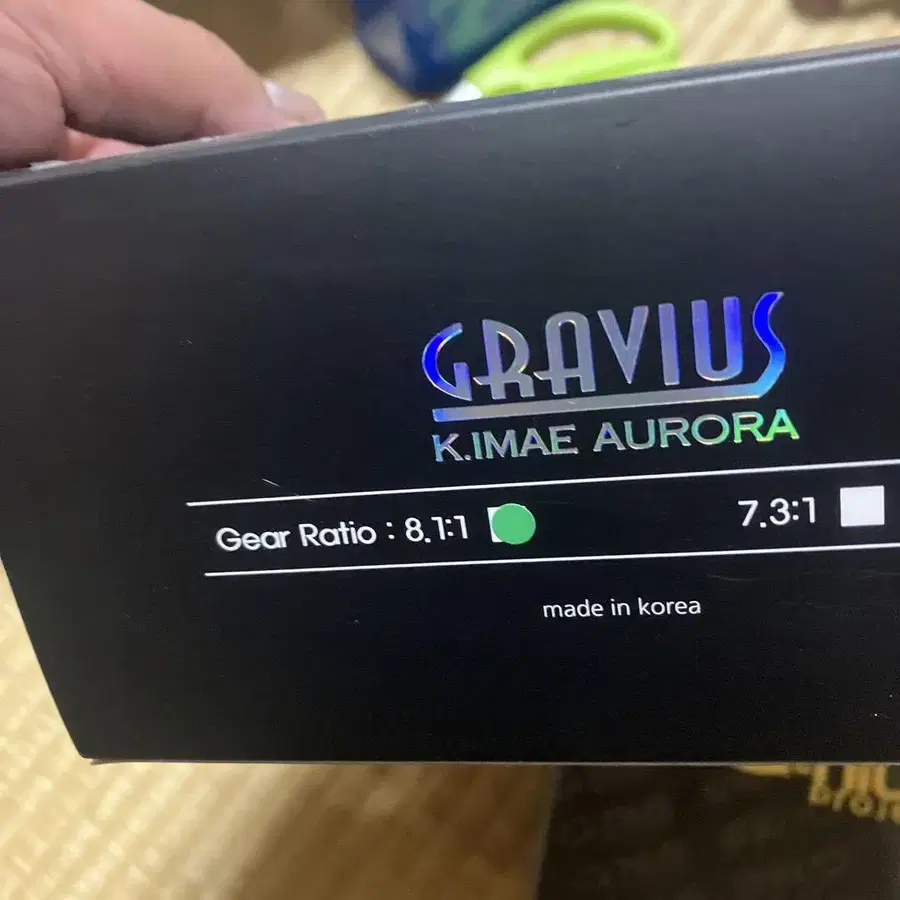 GRAVIUS
K.IMAE AURORA
Gear Ratio : 8.1:1 7.3:1
made in korea